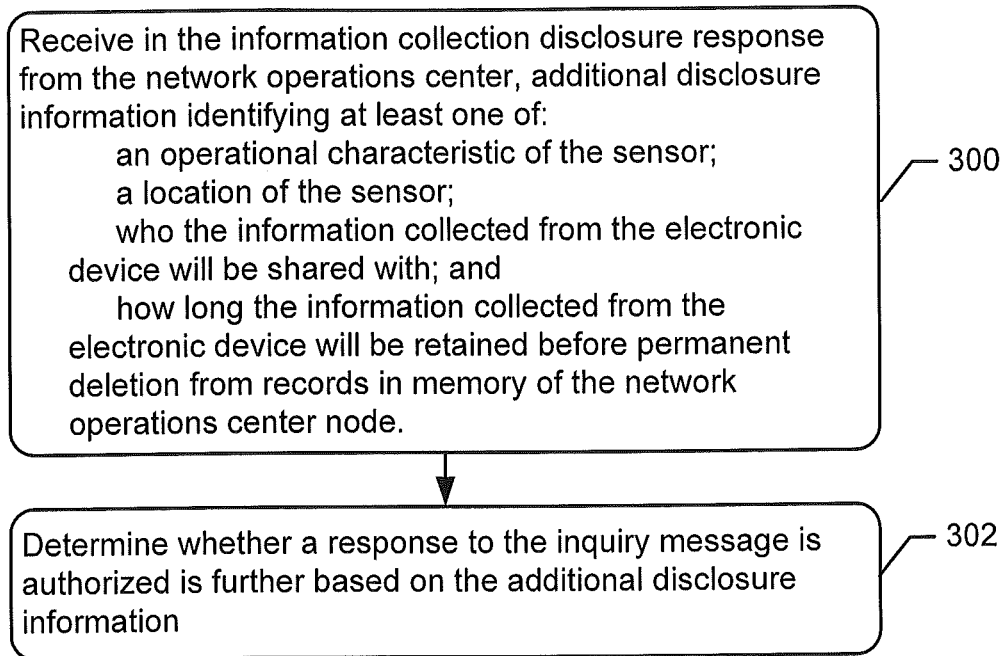 Receive in the information collection disclosure response
from the network operations center, additional disclosure
information identifying at least one of:
an operational characteristic of the sensor;
a location of the sensor;
who the information collected from the electronic
device will be shared with; and
how long the information collected from the
electronic device will be retained before permanent
deletion from records in memory of the network
operations center node.
300
Determine whether a response to the inquiry message is
authorized is further based on the additional disclosure
information
302